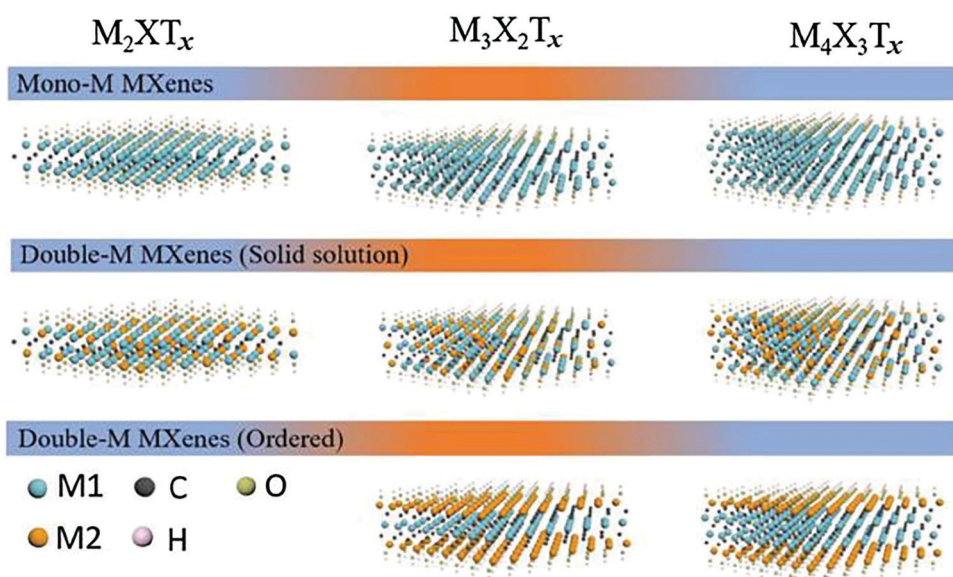 M₂XTₓ M₃X₂Tₓ M₄X₃Tₓ
Mono-M MXenes
Double-M MXenes (Solid solution)
Double-M MXenes (Ordered)
M1 C O
M2 H